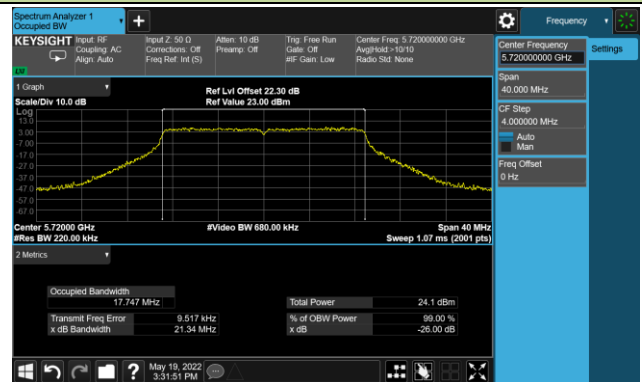 Spectrum Analyzer 1
Occupied BW
Frequency
KEYSIGHT
Input: RF
Coupling: AC
Align: Auto
Input Z: 50 Ω
Corrections: Off
Freq Ref: Int (S)
Atten: 10 dB
Preamp: Off
Trig: Free Run
Gate: Off
#IF Gain: Low
Center Freq: 5.720000000 GHz
Avg|Hold:>10/10
Radio Std: None
LW
1 Graph
Scale/Div 10.0 dB
Ref Lvl Offset 22.30 dB
Ref Value 23.00 dBm
Log
13.0
3.00
-7.00
-17.0
-27.0
-37.0
-47.0
-57.0
-67.0
Center 5.72000 GHz
#Res BW 220.00 kHz
#Video BW 680.00 kHz
Span 40 MHz
Sweep 1.07 ms (2001 pts)
2 Metrics
Occupied Bandwidth
17.747 MHz
Transmit Freq Error 9.517 kHz
x dB Bandwidth 21.34 MHz
Total Power 24.1 dBm
% of OBW Power 99.00 %
x dB -26.00 dB
May 19, 2022
3:31:51 PM
Center Frequency
5.720000000 GHz
Settings
Span
40.000 MHz
CF Step
4.000000 MHz
Auto
Man
Freq Offset
0 Hz